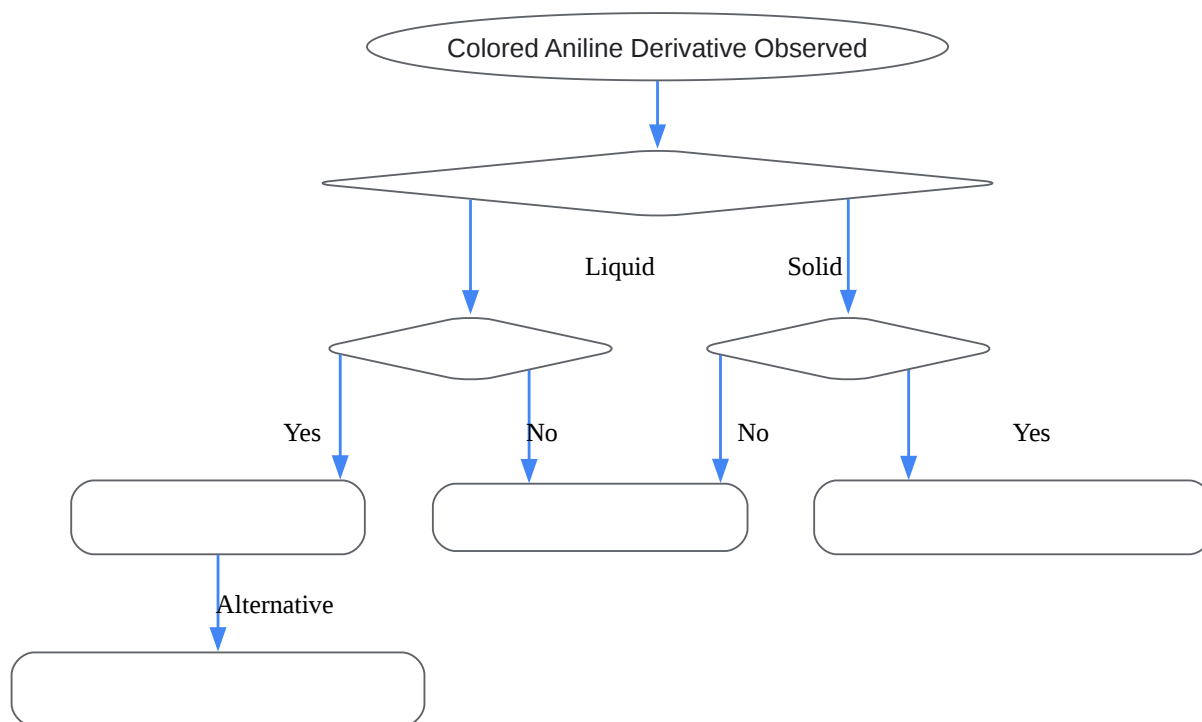 Colored Aniline Derivative Observed
Liquid
Solid
Yes
No
No
Yes
Alternative